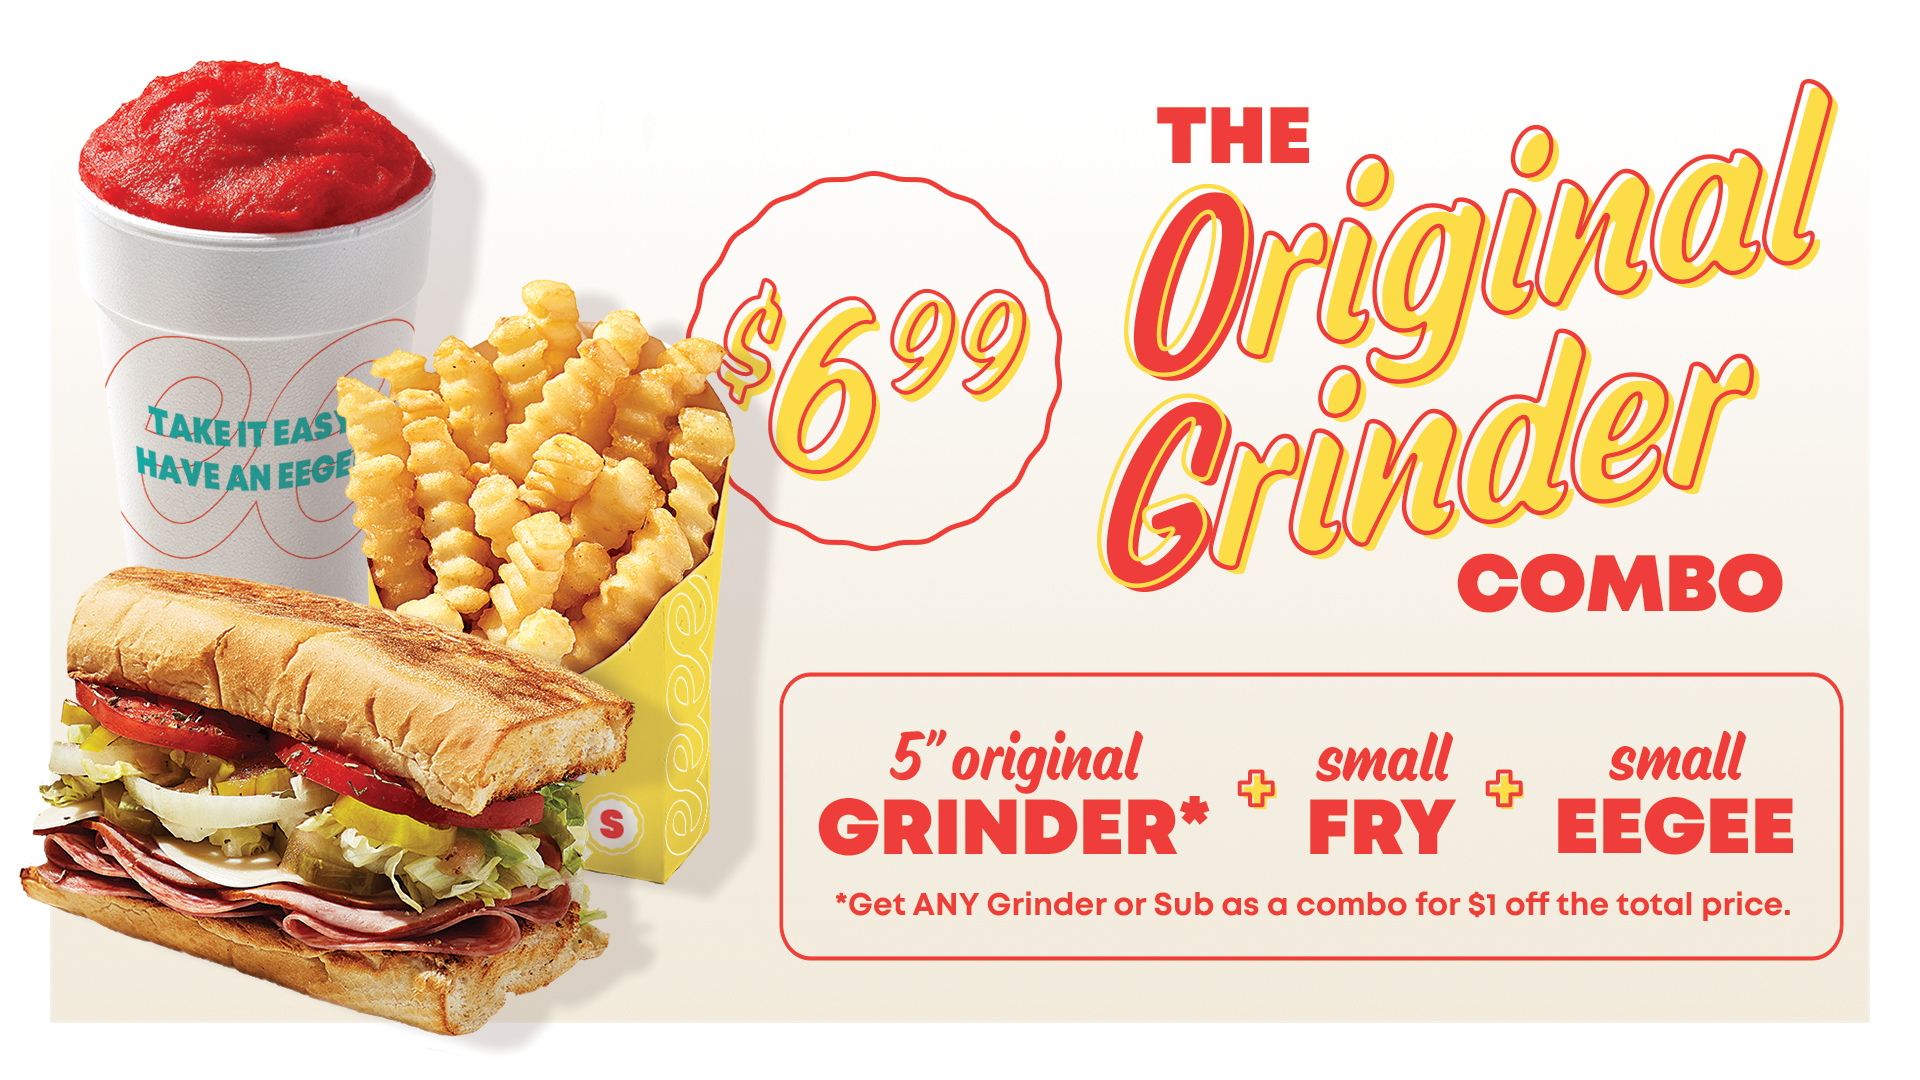 TAKE IT EASY
HAVE AN EEGEE
$6.99
THE
Original
Grinder
COMBO
5" original
GRINDER*
+
small
FRY
+
small
EEGEE
*Get ANY Grinder or Sub as a combo for $1 off the total price.
S